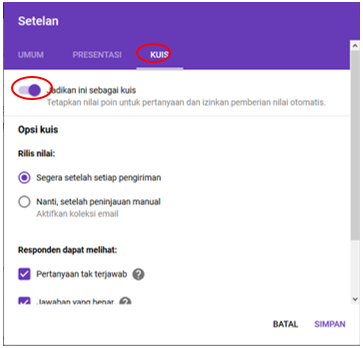 Setelan
UMUM PRESENTASI KUIS
Jadikan ini sebagai kuis
Tetapkan nilai poin untuk pertanyaan dan izinkan pemberian nilai otomatis.
Opsi kuis
Rilis nilai:
Segera setelah setiap pengiriman
Nanti, setelah peninjauan manual
Aktifkan koleksi email
Responden dapat melihat:
Pertanyaan tak terjawab ?
Jawaban yang benar ?
BATAL SIMPAN